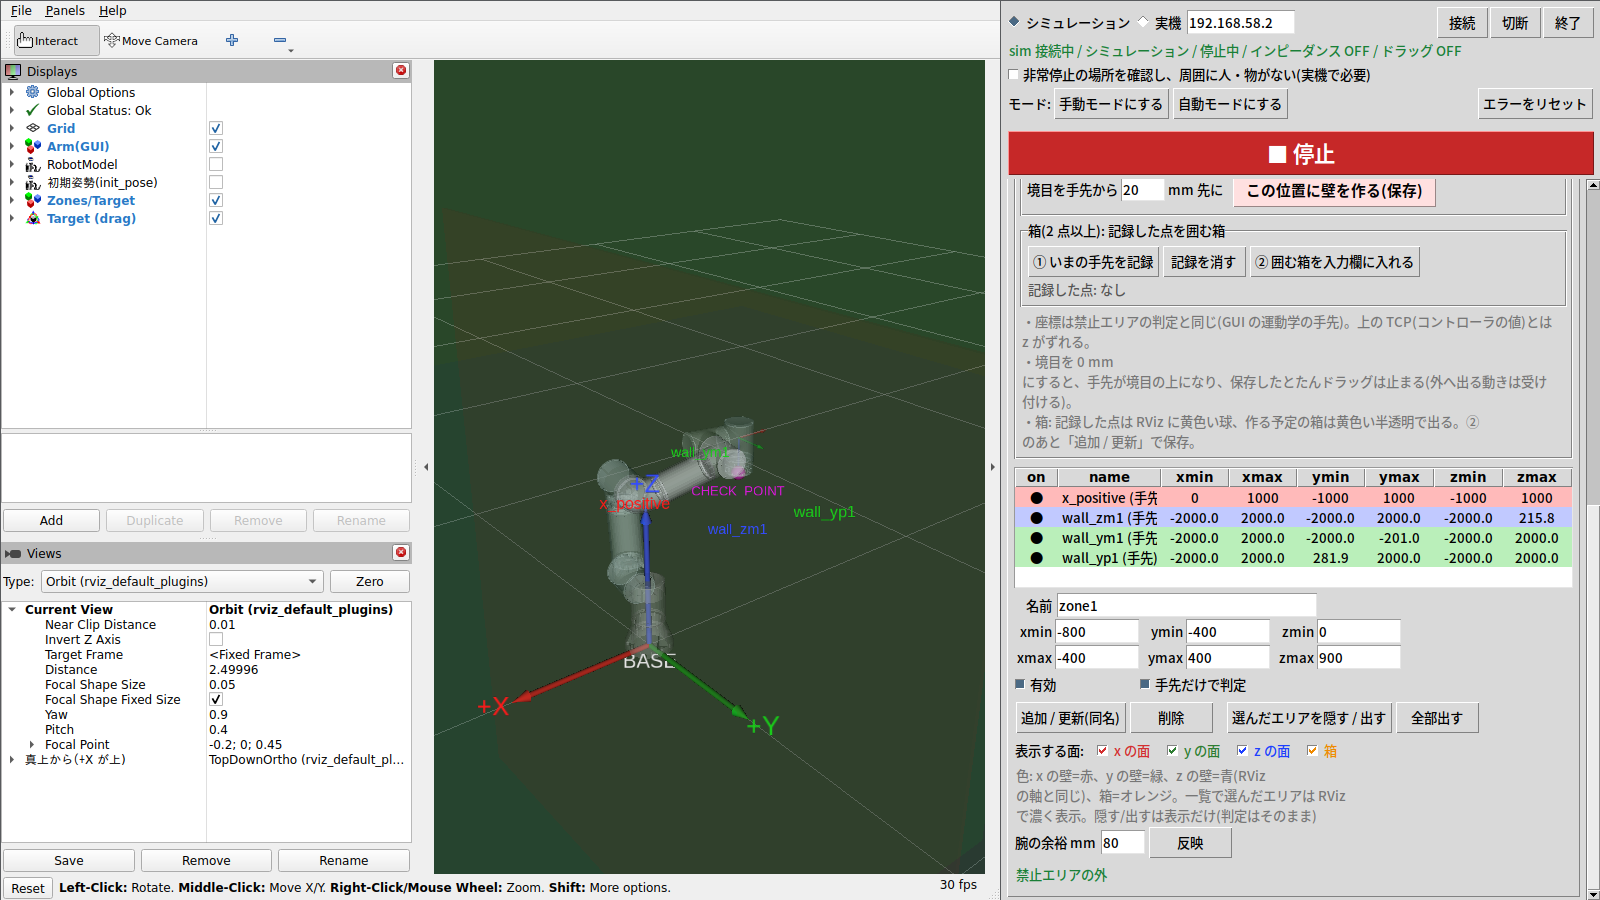 File Panels Help
Interact Move Camera
Displays
Global Options
Global Status: Ok
Grid
Arm(GUI)
RobotModel
初期姿勢(init_pose)
Zones/Target
Target (drag)
Add Duplicate Remove Rename
Views
Type: Orbit (rviz_default_plugins) Zero
Current View Orbit (rviz_default_plugins)
Near Clip Distance 0.01
Invert Z Axis
Target Frame <Fixed Frame>
Distance 2.49996
Focal Shape Size 0.05
Focal Shape Fixed Size
Yaw 0.9
Pitch 0.4
Focal Point -0.2; 0; 0.45
真上から(+X が上) TopDownOrtho (rviz_default_pl...
Save Remove Rename
Reset Left-Click: Rotate. Middle-Click: Move X/Y. Right-Click/Mouse Wheel: Zoom. Shift: More options.
30 fps
+Z
x_positive
CHECK_POINT
wall_yp1
wall_zm1
BASE
+X
+Y
シミュレーション 実機 192.168.58.2 接続 切断 終了
sim 接続中 / シミュレーション / 停止中 / インピーダンス OFF / ドラッグ OFF
非常停止の場所を確認し、周囲に人・物がない(実機で必要)
モード: 手動モードにする 自動モードにする エラーをリセット
■ 停止
境目を手先から 20 mm 先に この位置に壁を作る(保存)
箱(2 点以上): 記録した点を囲む箱
① いまの手先を記録 記録を消す ② 囲む箱を入力欄に入れる
記録した点: なし
・座標は禁止エリアの判定と同じ(GUI の運動学の手先)。上の TCP(コントローラの値)とは
z がずれる。
・境目を 0 mm
にすると、手先が境目の上になり、保存したとたんドラッグは止まる(外へ出る動きは受け
付ける)。
・箱: 記録した点は RViz に黄色い球、作る予定の箱は黄色い半透明で出る。②
のあと「追加 / 更新」で保存。
on name xmin xmax ymin ymax zmin zmax
● x_positive (手先 0 1000 -1000 1000 -1000 1000
● wall_zm1 (手先 -2000.0 2000.0 -2000.0 2000.0 -2000.0 215.8
● wall_ym1 (手先 -2000.0 2000.0 -2000.0 -201.0 -2000.0 2000.0
● wall_yp1 (手先) -2000.0 2000.0 281.9 2000.0 -2000.0 2000.0
名前 zone1
xmin -800 ymin -400 zmin 0
xmax -400 ymax 400 zmax 900
有効 手先だけで判定
追加 / 更新(同名) 削除 選んだエリアを隠す / 出す 全部出す
表示する面: x の面 y の面 z の面 箱
色: x の壁=赤、y の壁=緑、z の壁=青(RViz
の軸と同じ)、箱=オレンジ。一覧で選んだエリアは RViz
で濃く表示。隠す/出すは表示だけ(判定はそのまま)
腕の余裕 mm 80 反映
禁止エリアの外